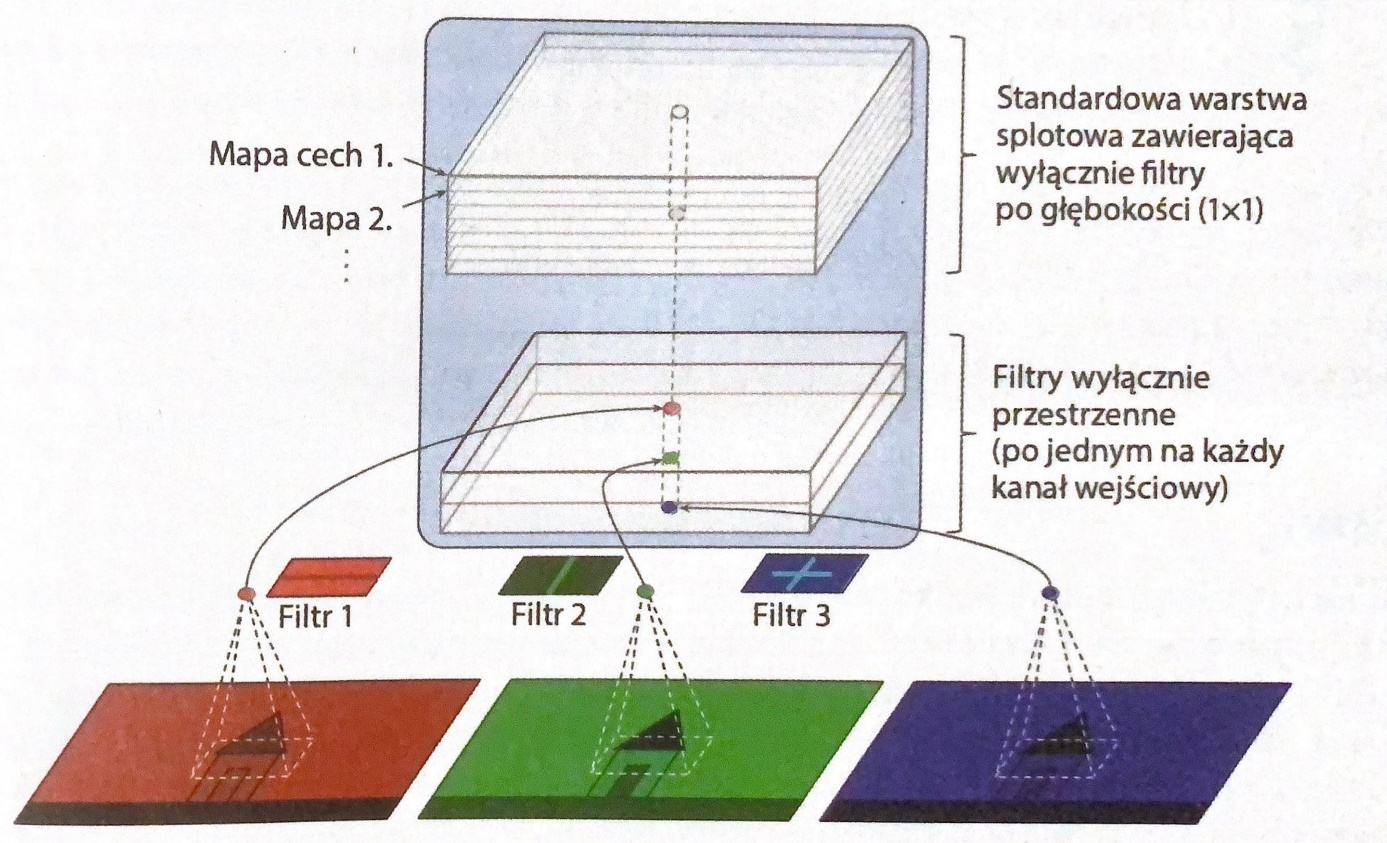 Standardowa warstwa
splotowa zawierająca
wyłącznie filtry
po głębokości (1×1)
Mapa cech 1.
Mapa 2.
⋮
Filtry wyłącznie
przestrzenne
(po jednym na każdy
kanał wejściowy)
Filtr 1
Filtr 2
Filtr 3